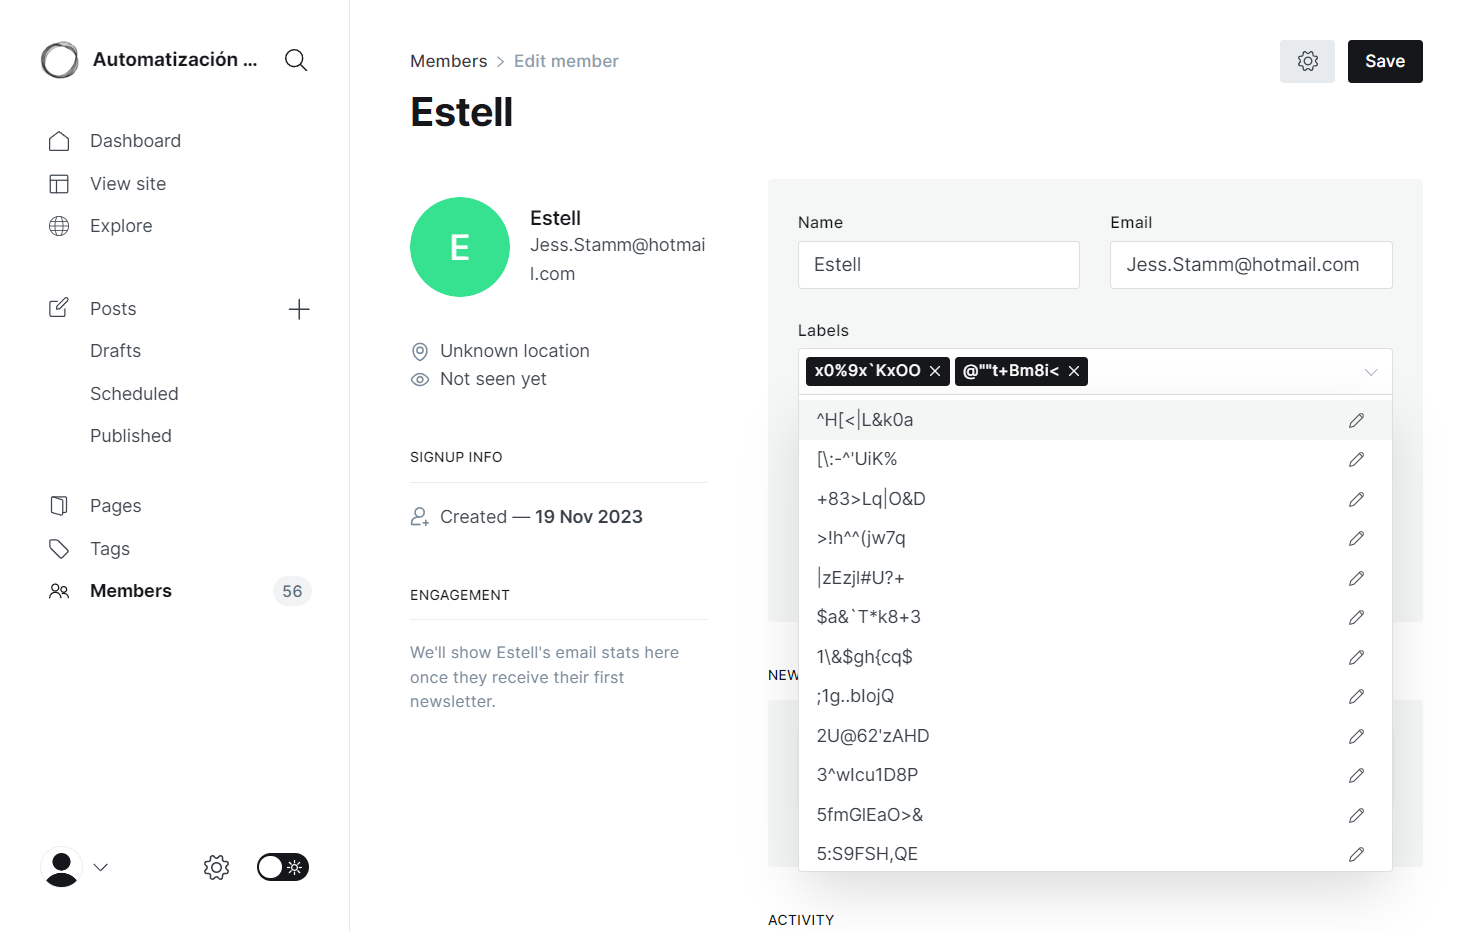 Automatización ...
Dashboard
View site
Explore
Posts
Drafts
Scheduled
Published
Pages
Tags
Members
56
Members > Edit member
Save
Estell
E
Estell
Jess.Stamm@hotmai
l.com
Unknown location
Not seen yet
SIGNUP INFO
Created — 19 Nov 2023
ENGAGEMENT
We'll show Estell's email stats here
once they receive their first
newsletter.
Name
Estell
Email
Jess.Stamm@hotmail.com
Labels
x0%9x`KxOO
@""t+Bm8i<
^H[<|L&k0a
[\:-^'UiK%
+83>Lq|O&D
>!h^^(jw7q
|zEzjl#U?+
$a&`T*k8+3
1\&$gh{cq$
;1g..bIojQ
2U@62'zAHD
3^wIcu1D8P
5fmGlEaO>&
5:S9FSH,QE
NEW
ACTIVITY